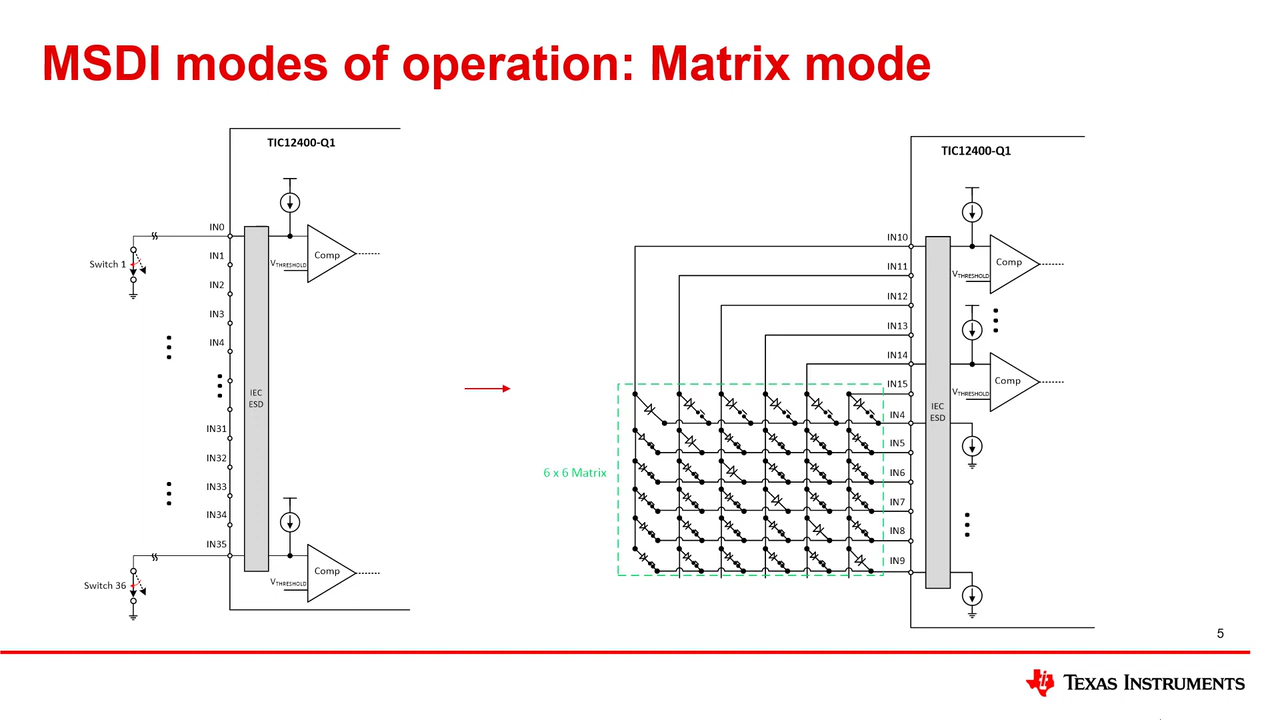 MSDI modes of operation: Matrix mode
TIC12400-Q1
IN0
IN1
IN2
IN3
IN4
IN31
IN32
IN33
IN34
IN35
Switch 1
Switch 36
IEC
ESD
VTHRESHOLD
Comp
VTHRESHOLD
Comp
TIC12400-Q1
IN10
IN11
IN12
IN13
IN14
IN15
IN4
IN5
IN6
IN7
IN8
IN9
6 x 6 Matrix
IEC
ESD
VTHRESHOLD
Comp
VTHRESHOLD
Comp
5
TEXAS INSTRUMENTS